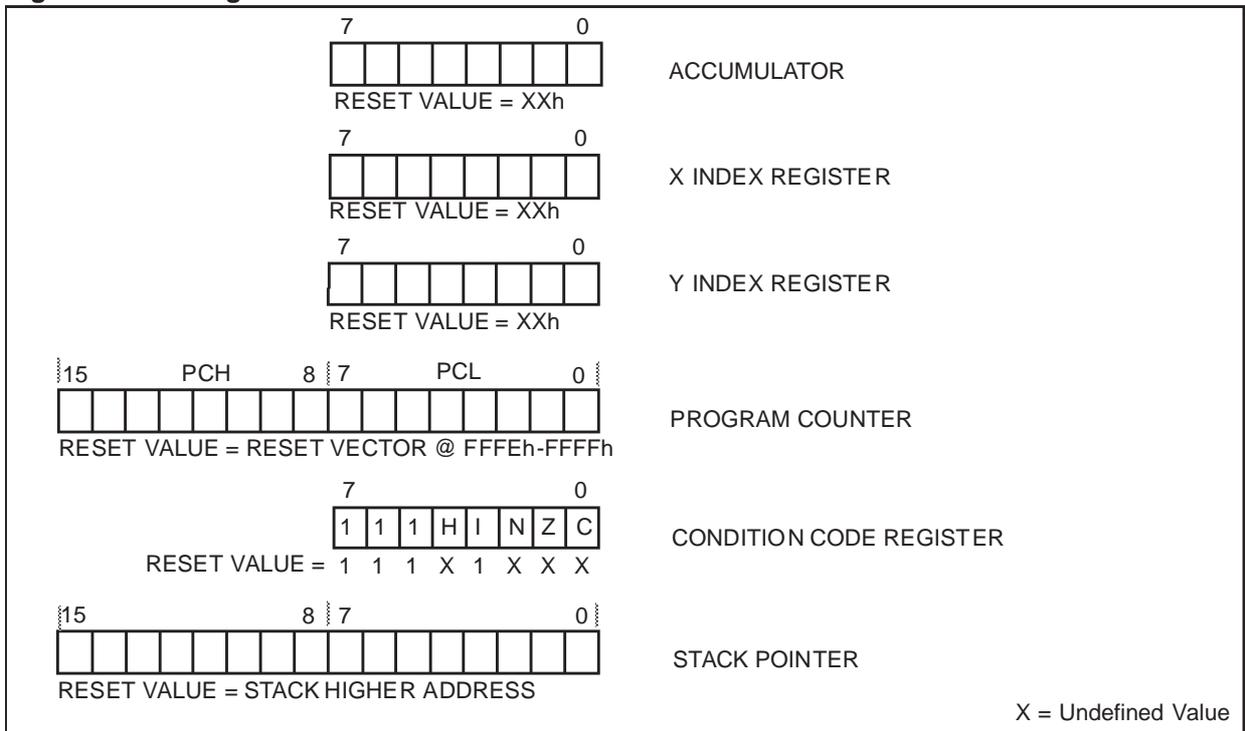 7 0
ACCUMULATOR
RESET VALUE = XXh
7 0
X INDEX REGISTER
RESET VALUE = XXh
7 0
Y INDEX REGISTER
RESET VALUE = XXh
15 PCH 8 7 PCL 0
PROGRAM COUNTER
RESET VALUE = RESET VECTOR @ FFFEh-FFFFh
7 0
1 1 1 H I N Z C
CONDITION CODE REGISTER
RESET VALUE = 1 1 1 X 1 X X X
15 8 7 0
STACK POINTER
RESET VALUE = STACK HIGHER ADDRESS
X = Undefined Value